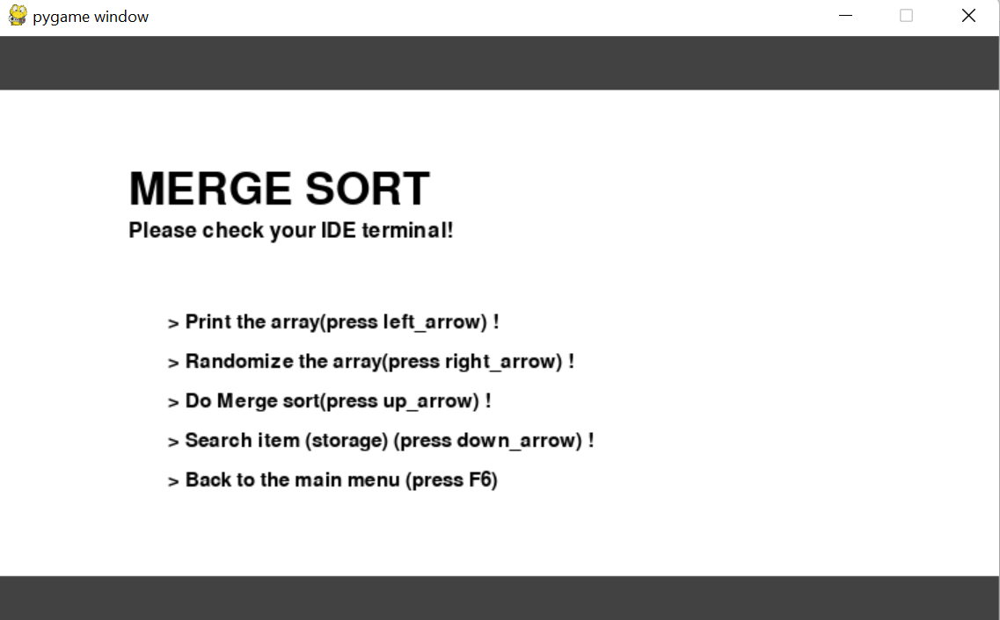 pygame window
MERGE SORT
Please check your IDE terminal!
> Print the array(press left_arrow) !
> Randomize the array(press right_arrow) !
> Do Merge sort(press up_arrow) !
> Search item (storage) (press down_arrow) !
> Back to the main menu (press F6)